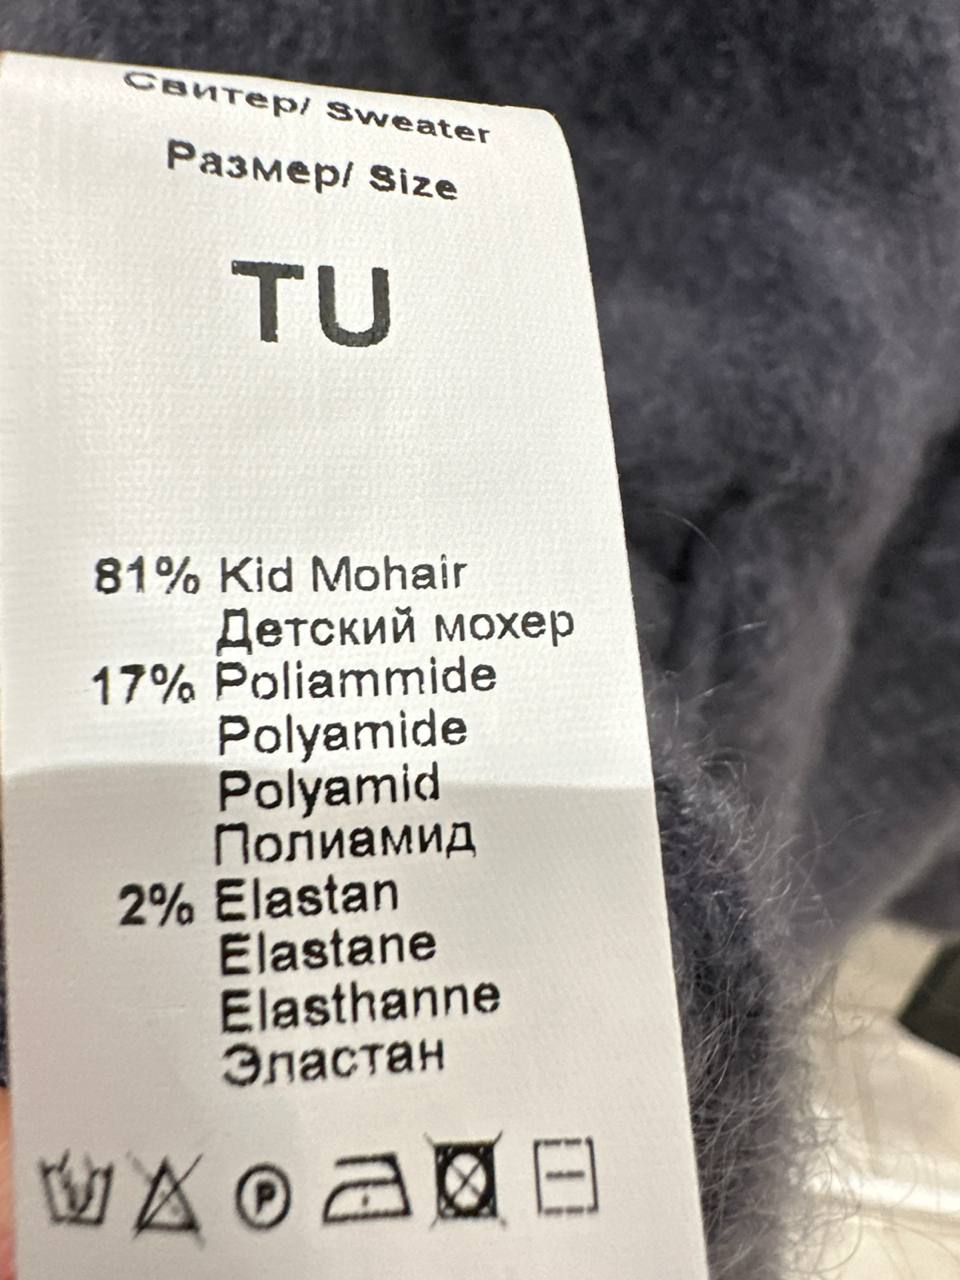 Свитер/ Sweater
Размер/ Size
TU
81% Kid Mohair
Детский мохер
17% Poliammide
Polyamide
Polyamid
Полиамид
2% Elastan
Elastane
Elasthanne
Эластан
P